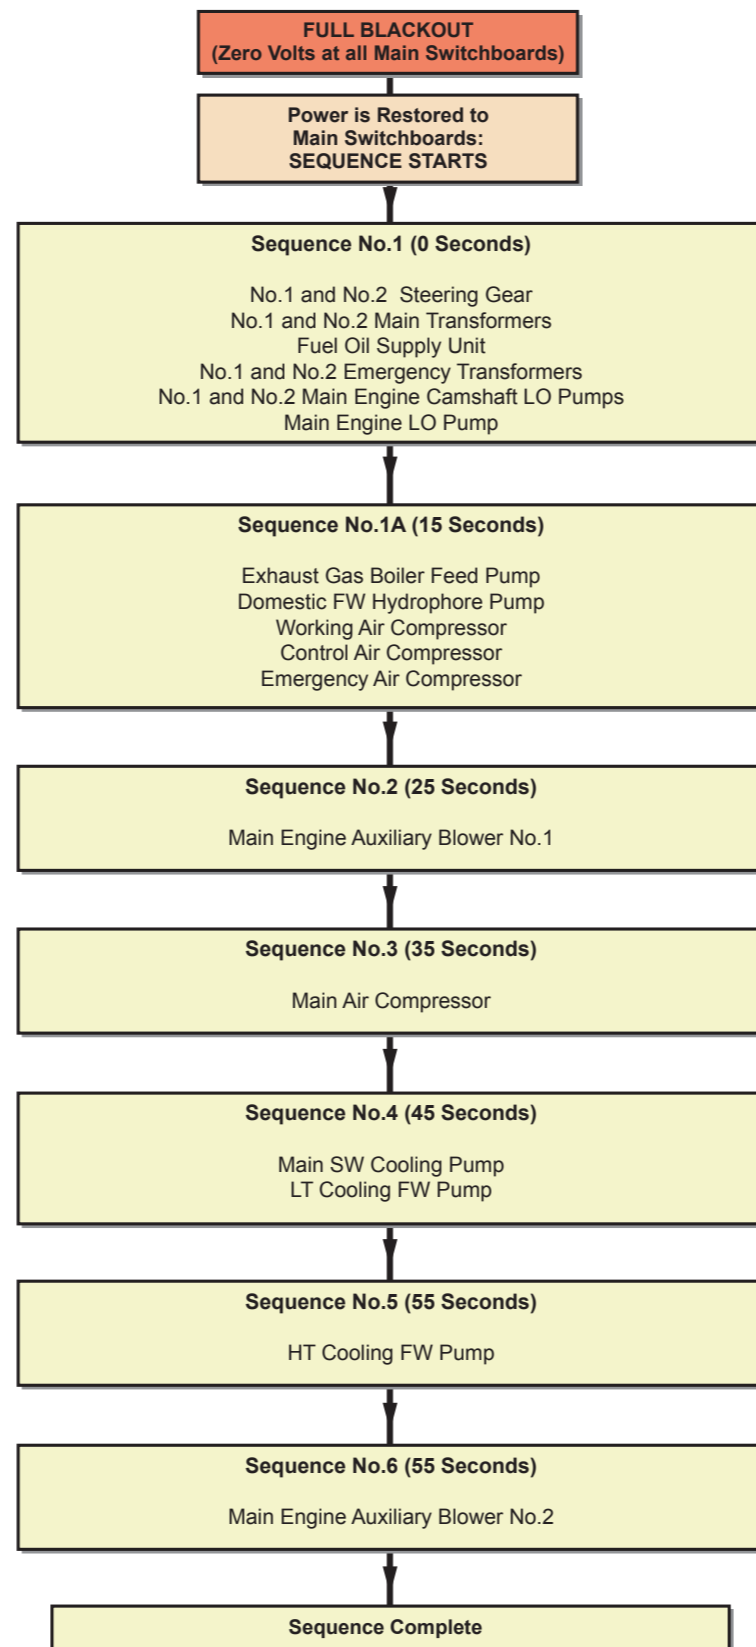 FULL BLACKOUT
(Zero Volts at all Main Switchboards)
Power is Restored to
Main Switchboards:
SEQUENCE STARTS
Sequence No.1 (0 Seconds)
No.1 and No.2 Steering Gear
No.1 and No.2 Main Transformers
Fuel Oil Supply Unit
No.1 and No.2 Emergency Transformers
No.1 and No.2 Main Engine Camshaft LO Pumps
Main Engine LO Pump
Sequence No.1A (15 Seconds)
Exhaust Gas Boiler Feed Pump
Domestic FW Hydrophore Pump
Working Air Compressor
Control Air Compressor
Emergency Air Compressor
Sequence No.2 (25 Seconds)
Main Engine Auxiliary Blower No.1
Sequence No.3 (35 Seconds)
Main Air Compressor
Sequence No.4 (45 Seconds)
Main SW Cooling Pump
LT Cooling FW Pump
Sequence No.5 (55 Seconds)
HT Cooling FW Pump
Sequence No.6 (55 Seconds)
Main Engine Auxiliary Blower No.2
Sequence Complete